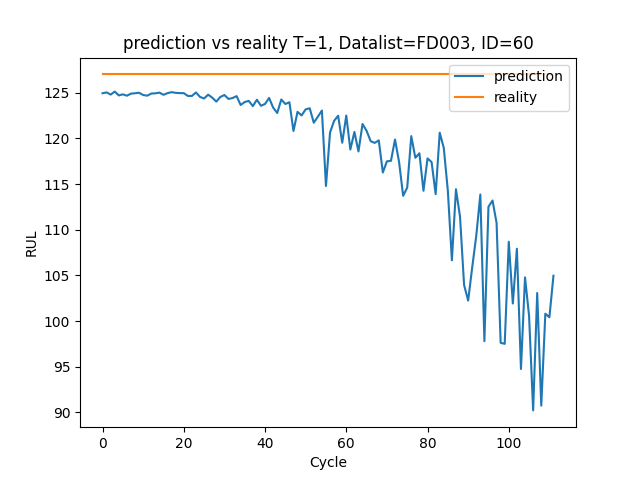 prediction vs reality T=1, Datalist=FD003, ID=60
prediction
reality
RUL
125
120
115
110
105
100
95
90
0 20 40 60 80 100
Cycle